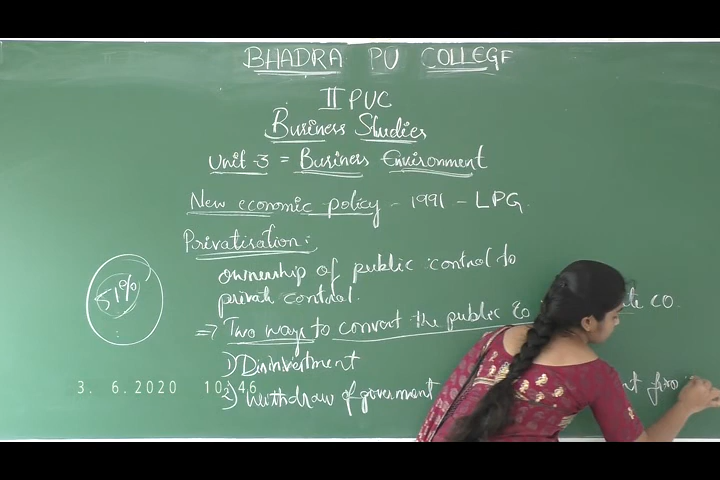 BHADRA PU COLLEGE
II PUC
Business Studies
Unit-3 = Business Environment
New economic policy - 1991 - LPG
Privatisation:
ownership of public control to
private control.
51%
=> Two ways to convert the public co
1) Disinvestment
2) withdraw of goverment
3. 6.2020 10:46